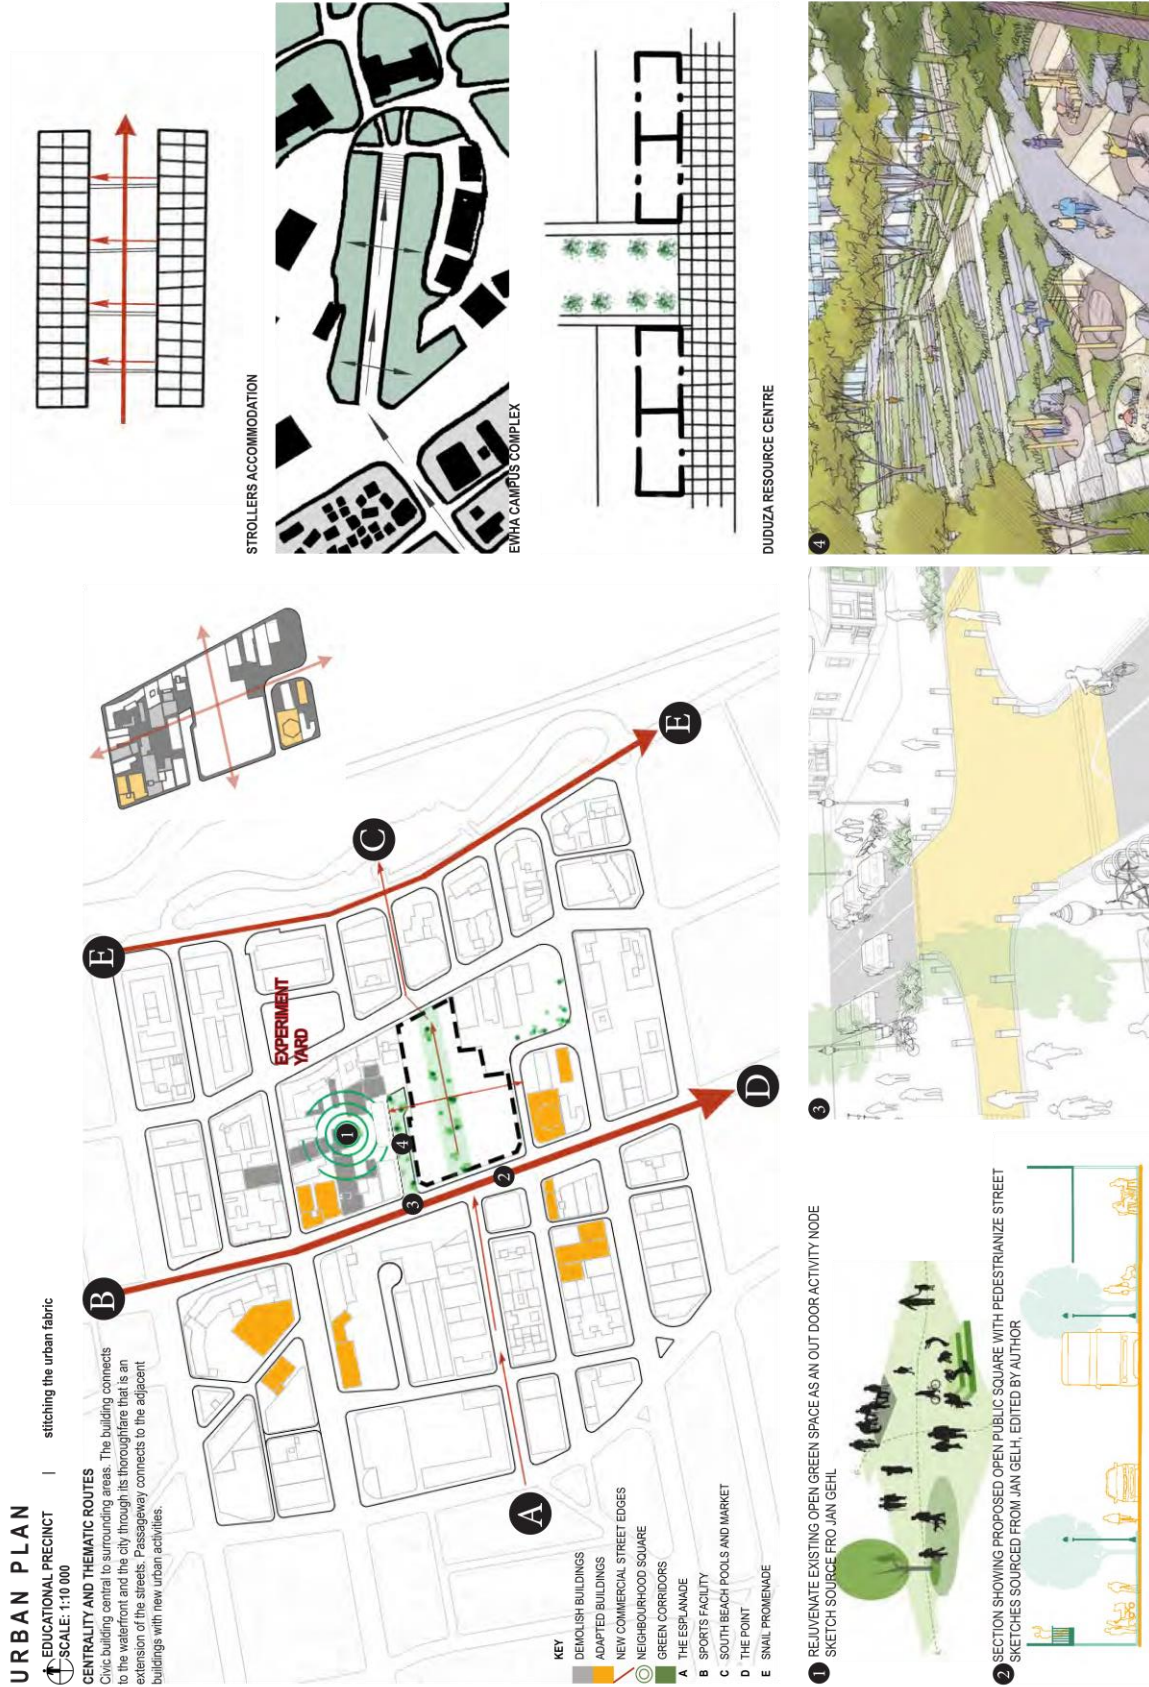 URBAN PLAN
EDUCATIONAL PRECINCT | stitching the urban fabric
SCALE: 1:10 000
CENTRALITY AND THEMATIC ROUTES
Civic building central to surrounding areas. The building connects
to the waterfront and the city through its thoroughfare that is an
extension of the streets. Passageway connects to the adjacent
buildings with new urban activities.
B
E
EXPERIMENT
YARD
1
C
3
4
2
A
E
D
KEY
DEMOLISH BUILDINGS
ADAPTED BUILDINGS
NEW COMMERCIAL STREET EDGES
NEIGHBOURHOOD SQUARE
GREEN CORRIDORS
A THE ESPLANADE
B SPORTS FACILITY
C SOUTH BEACH POOLS AND MARKET
D THE POINT
E SNAIL PROMENADE
STROLLERS ACCOMMODATION
EWHA CAMPUS COMPLEX
DUDUZA RESOURCE CENTRE
1 REJUVENATE EXISTING OPEN GREEN SPACE AS AN OUT DOOR ACTIVITY NODE
SKETCH SOURCE FRO JAN GEHL
2 SECTION SHOWING PROPOSED OPEN PUBLIC SQUARE WITH PEDESTRIANIZE STREET
SKETCHES SOURCED FROM JAN GELH, EDITED BY AUTHOR
3
4